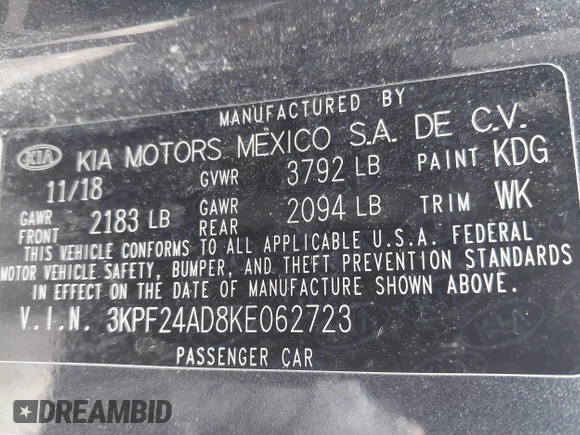 MANUFACTURED BY
KIA KIA MOTORS MEXICO S.A. DE C.V.
11/18 GVWR 3792 LB PAINT KDG
GAWR FRONT 2183 LB GAWR REAR 2094 LB TRIM WK
THIS VEHICLE CONFORMS TO ALL APPLICABLE U.S.A. FEDERAL
MOTOR VEHICLE SAFETY, BUMPER, AND THEFT PREVENTION STANDARDS
IN EFFECT ON THE DATE OF MANUFACTURE SHOWN ABOVE.
V.I.N. 3KPF24AD8KE062723
PASSENGER CAR
DREAMBID